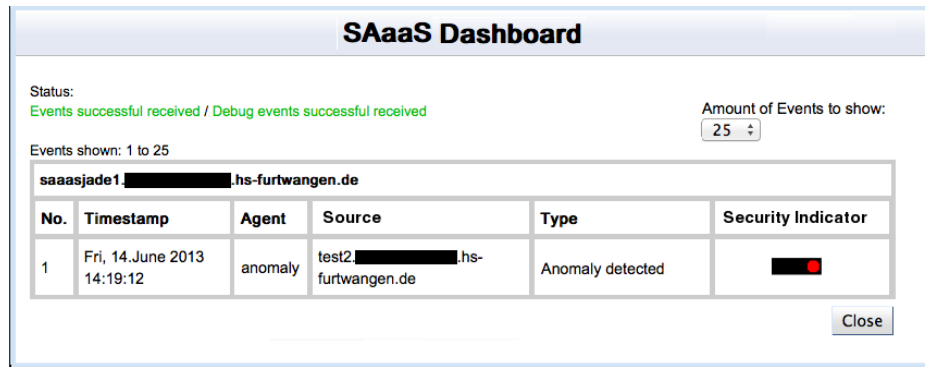 SAaaS Dashboard
Status:
Events successful received / Debug events successful received
Amount of Events to show:
25
Events shown: 1 to 25
saaasjade1. .hs-furtwangen.de
No. Timestamp Agent Source Type Security Indicator
1 Fri, 14.June 2013 14:19:12 anomaly test2. .hs-furtwangen.de Anomaly detected
Close